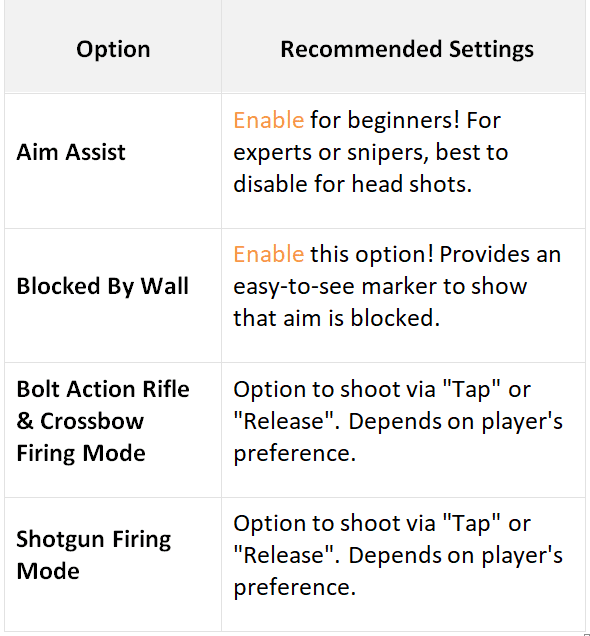 Option
Recommended Settings
Aim Assist
Enable for beginners! For
experts or snipers, best to
disable for head shots.
Blocked By Wall
Enable this option! Provides an
easy-to-see marker to show
that aim is blocked.
Bolt Action Rifle
& Crossbow
Firing Mode
Option to shoot via "Tap" or
"Release". Depends on player's
preference.
Shotgun Firing
Mode
Option to shoot via "Tap" or
"Release". Depends on player's
preference.